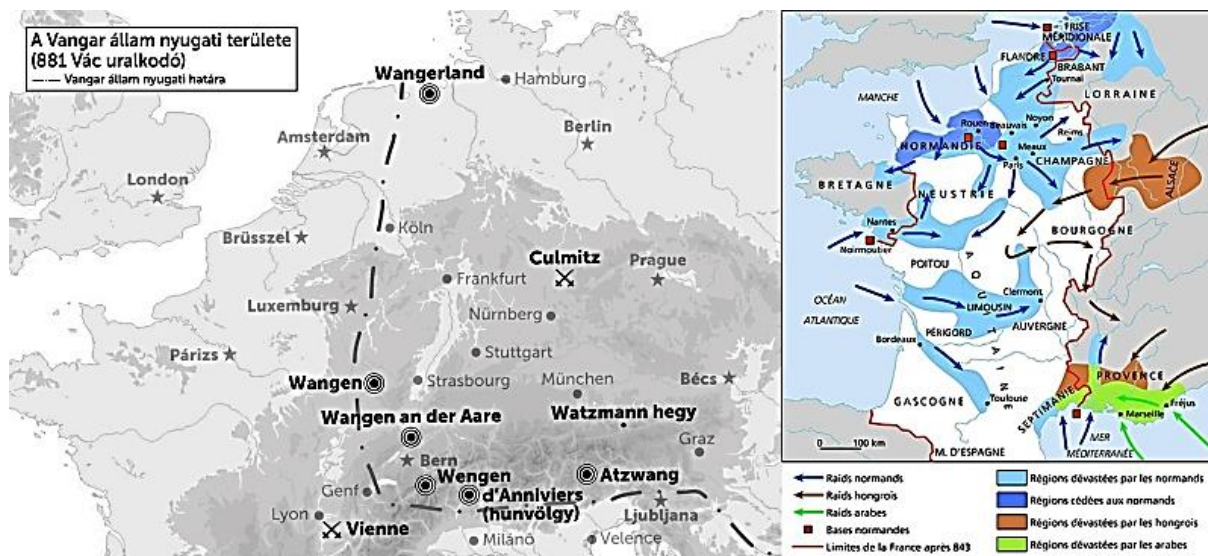 A Vangar állam nyugati területe
(881 Vác uralkodó)
Vangar állam nyugati határa
Wangerland
Hamburg
Amsterdam
Berlin
London
Brüsszel
Köln
Culmitz
Prague
Frankfurt
Luxemburg
Nürnberg
Párizs
Stuttgart
Wangen
Strasbourg
München
Bécs
Wangen an der Aare
Watzmann hegy
Bern
Graz
Wengen
Atzwang
Genf
d'Anniviers
(hunvölgy)
Ljubljana
Lyon
Vienne
Milánó
Velence
FRISE
MÉRIDIONALE
FLANDRE
BRABANT
Tournai
LORRAINE
MANCHE
Rouen
Beauvais
Noyon
Reims
NORMANDIE
Meaux
Paris
CHAMPAGNE
ALSACE
BRETAGNE
NEUSTRIE
Nantes
Noirmoutier
BOURGOGNE
POITOU
AQUITAINE
OCÉAN
ATLANTIQUE
Clermont
LIMOUSIN
AUVERGNE
PÉRIGORD
Bordeaux
PROVENCE
GASCOGNE
Toulouse
SEPTIMANIE
Fréjus
Marseille
0 100 km
M. D'ESPAGNE
MER
MÉDITERRANÉE
Raids normands
Raids hongrois
Raids arabes
Bases normandes
Limites de la France après 843
Régions dévastées par les normands
Régions cédées aux normands
Régions dévastées par les hongrois
Régions dévastées par les arabes